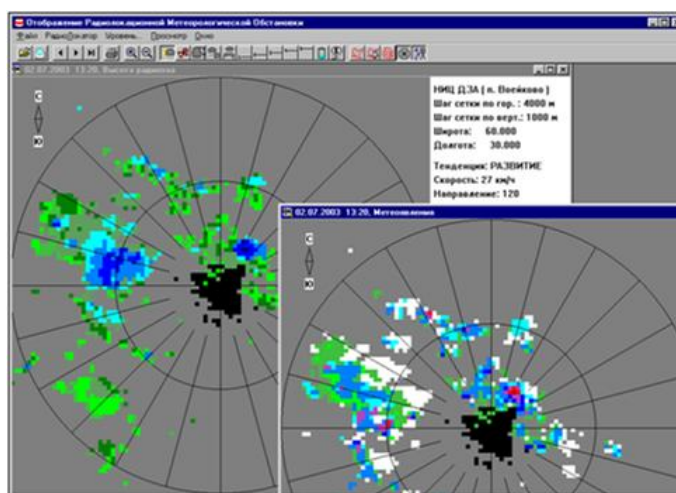 Отображение Радиолокационной Метеорологической Обстановки
Файл РадиоЛокатор Уровень... Просмотр Окно
02.07.2003 13:20, Высота радиоэха
С
Ю
НИЦ ДЗА ( п. Воейково )
Шаг сетки по гор. : 4000 м
Шаг сетки по верт.: 1000 м
Широта: 60.000
Долгота: 30.000
Тенденция: РАЗВИТИЕ
Скорость: 27 км/ч
Направление: 120
02.07.2003 13:20, Метеоявления
С
Ю